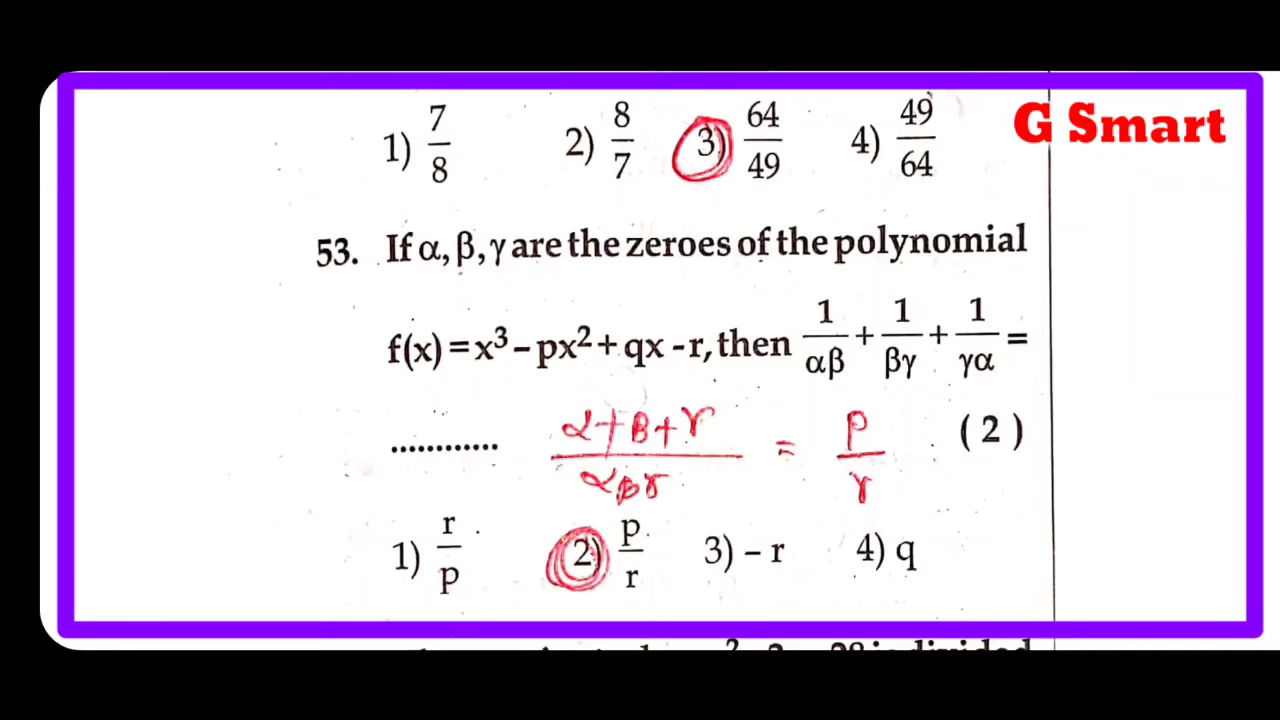 G Smart
1) 7/8 2) 8/7 3) 64/49 4) 49/64
53. If α, β, γ are the zeroes of the polynomial
f(x) = x³ – px² + qx - r, then 1/αβ + 1/βγ + 1/γα =
............ α+β+γ/αβγ = p/r (2)
1) r/p 2) p/r 3) – r 4) q